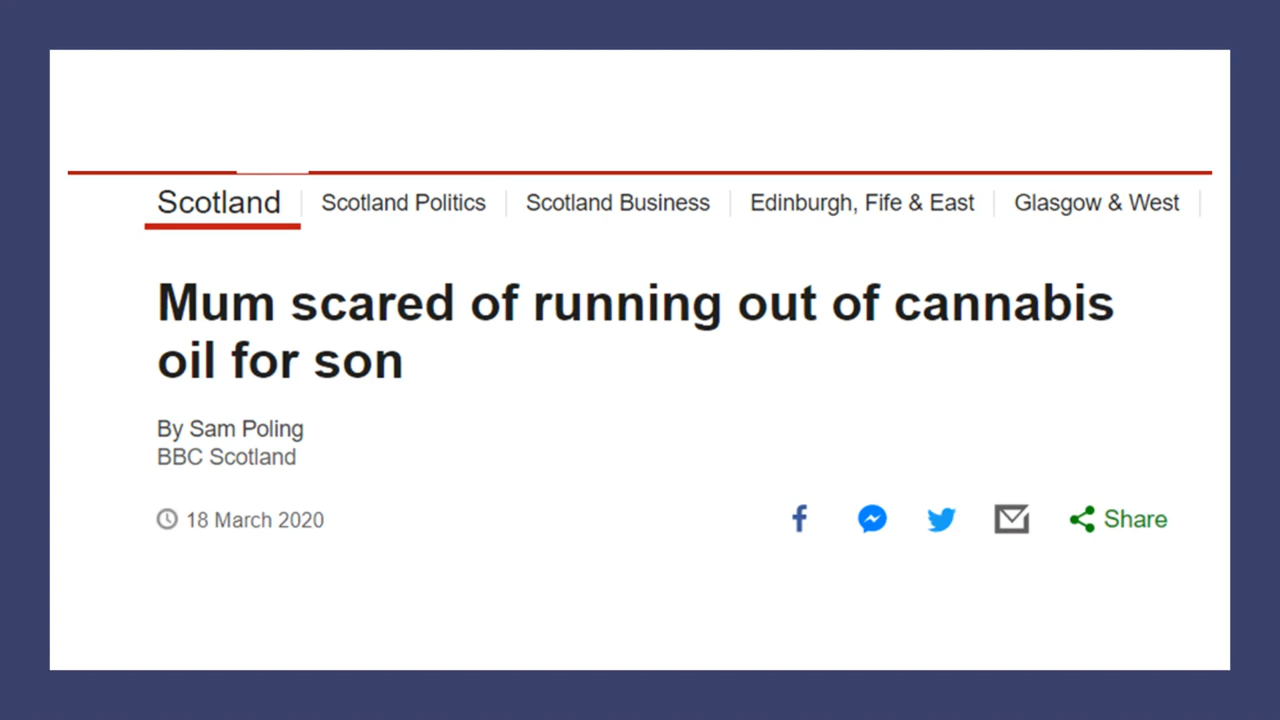 Scotland Scotland Politics Scotland Business Edinburgh, Fife & East Glasgow & West
Mum scared of running out of cannabis
oil for son
By Sam Poling
BBC Scotland
18 March 2020 Share